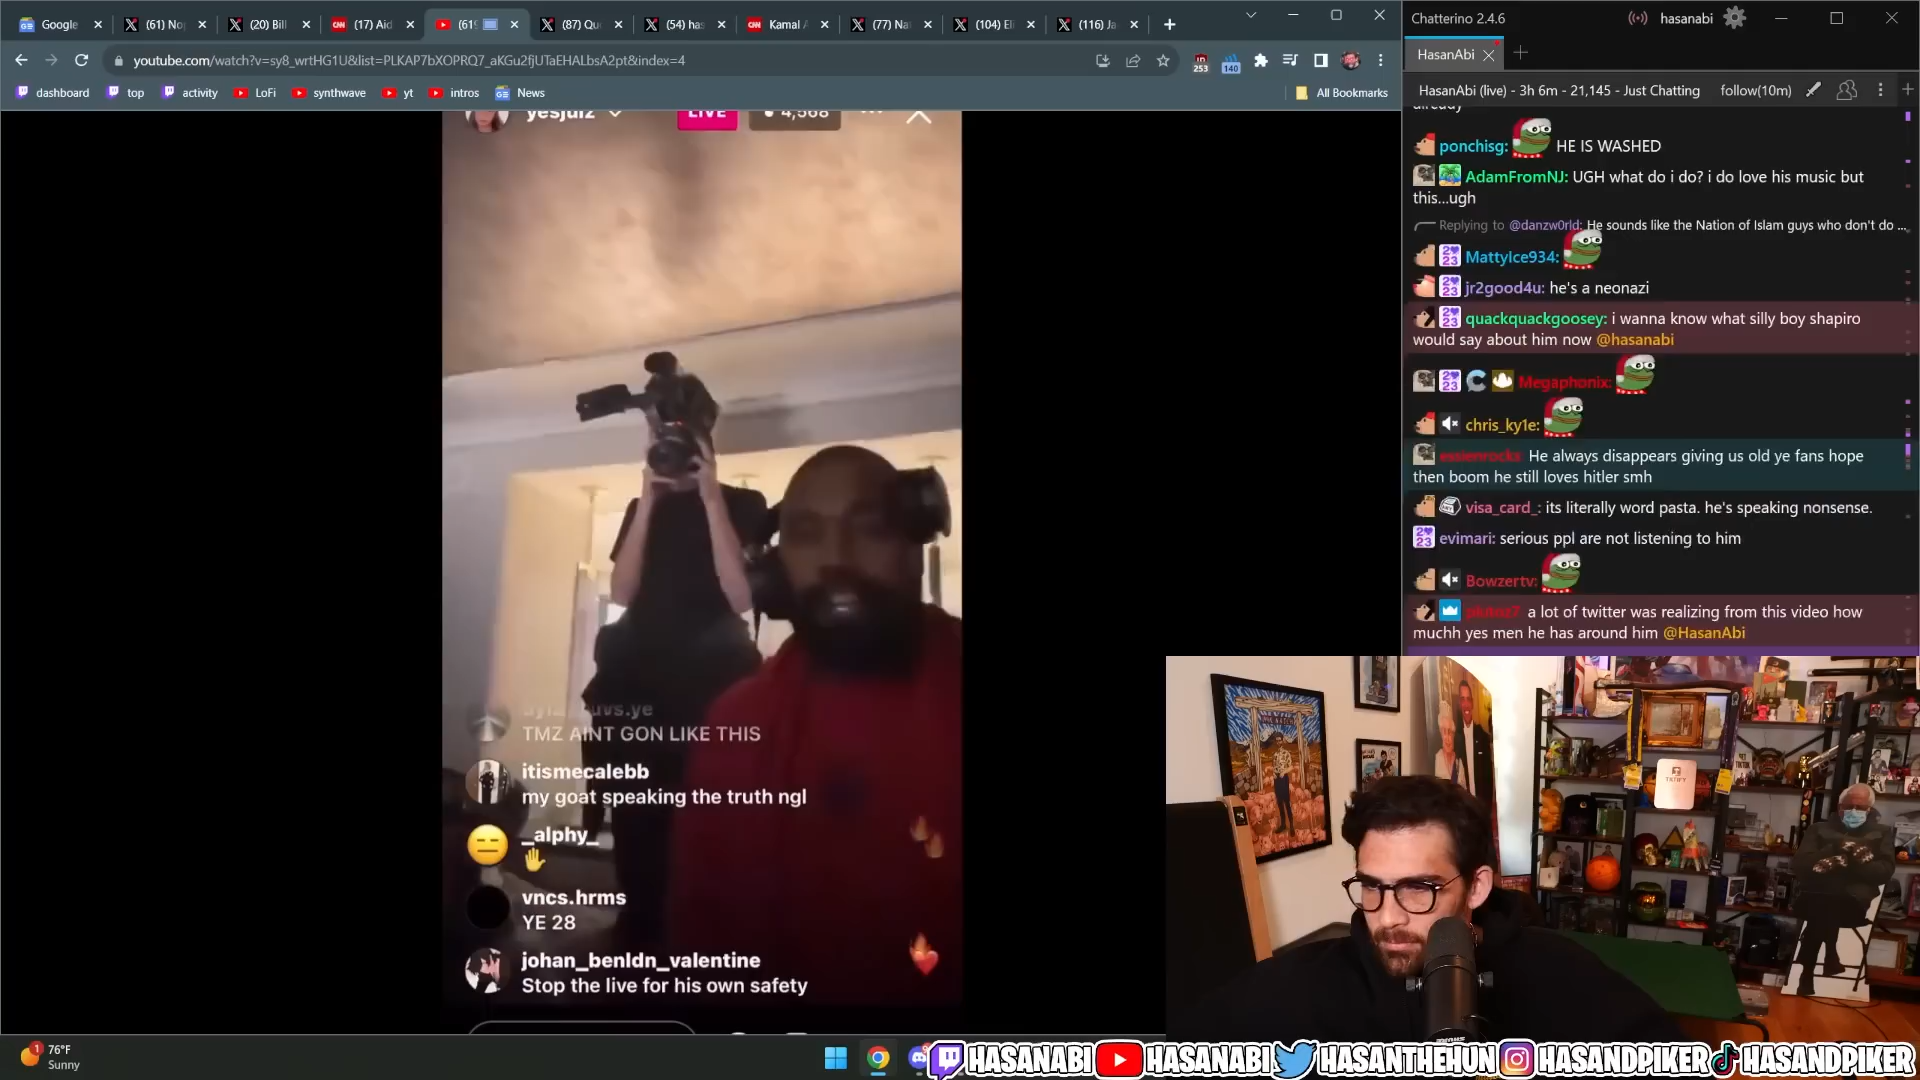 Google
(61) No
(20) Bill
(17) Aid
(619
(87) Qu
(54) has
Kamal A
(77) Na
(104) El
(116) Ja
youtube.com/watch?v=sy8_wrtHG1U&list=PLKAP7bXOPRQ7_aKGu2fjUTaEHALbsA2pt&index=4
253
140
dashboard
top
activity
LoFi
synthwave
yt
intros
News
All Bookmarks
yesjulz
LIVE
4,568
TMZ AINT GON LIKE THIS
itismecalebb
my goat speaking the truth ngl
_alphy_
vncs.hrms
YE 28
johan_benldn_valentine
Stop the live for his own safety
Chatterino 2.4.6
hasanabi
HasanAbi
HasanAbi (live) - 3h 6m - 21,145 - Just Chatting
follow(10m)
already
ponchisg: HE IS WASHED
AdamFromNJ: UGH what do i do? i do love his music but
this...ugh
Replying to @danzw0rld: He sounds like the Nation of Islam guys who don't do ...
MattyIce934:
jr2good4u: he's a neonazi
quackquackgoosey: i wanna know what silly boy shapiro
would say about him now @hasanabi
Megaphonix:
chris_ky1e:
He always disappears giving us old ye fans hope
then boom he still loves hitler smh
visa_card_: its literally word pasta. he's speaking nonsense.
evimari: serious ppl are not listening to him
Bowzertv:
a lot of twitter was realizing from this video how
muchh yes men he has around him @HasanAbi
1
76°F
Sunny
HASANABI
HASANABI
HASANTHEHUN
HASANDPIKER
HASANDPIKER